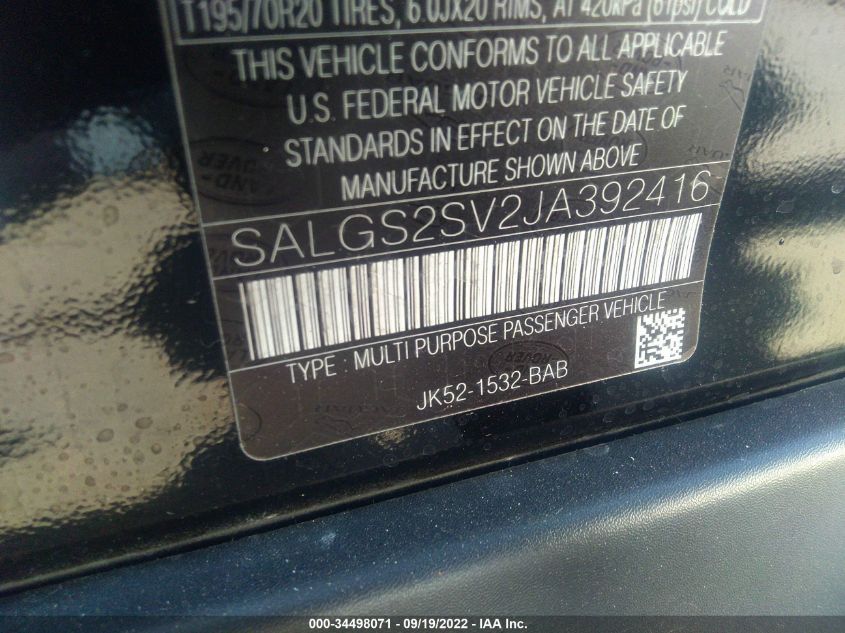 T195/70R20 TIRES, 6.0JX20 RIMS, AT 420kPa (61psi) COLD
THIS VEHICLE CONFORMS TO ALL APPLICABLE
U.S. FEDERAL MOTOR VEHICLE SAFETY
STANDARDS IN EFFECT ON THE DATE OF
MANUFACTURE SHOWN ABOVE
SALGS2SV2JA392416
TYPE : MULTI PURPOSE PASSENGER VEHICLE
JK52-1532-BAB
000-34498071 - 09/19/2022 - IAA Inc.